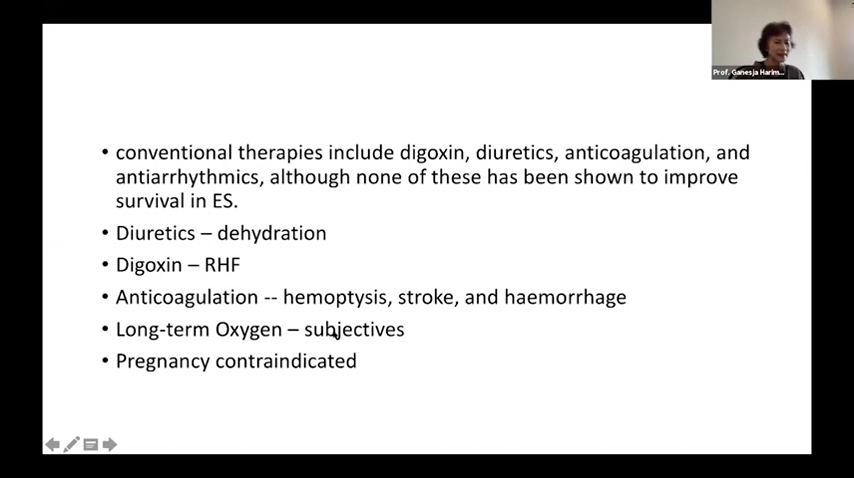 Prof. Ganesja Harim...
• conventional therapies include digoxin, diuretics, anticoagulation, and
antiarrhythmics, although none of these has been shown to improve
survival in ES.
• Diuretics – dehydration
• Digoxin – RHF
• Anticoagulation -- hemoptysis, stroke, and haemorrhage
• Long-term Oxygen – subjectives
• Pregnancy contraindicated